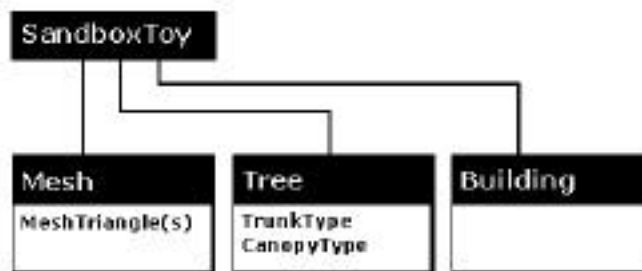 SandboxToy
Mesh
MeshTriangle(s)
Tree
TrunkType
CanopyType
Building